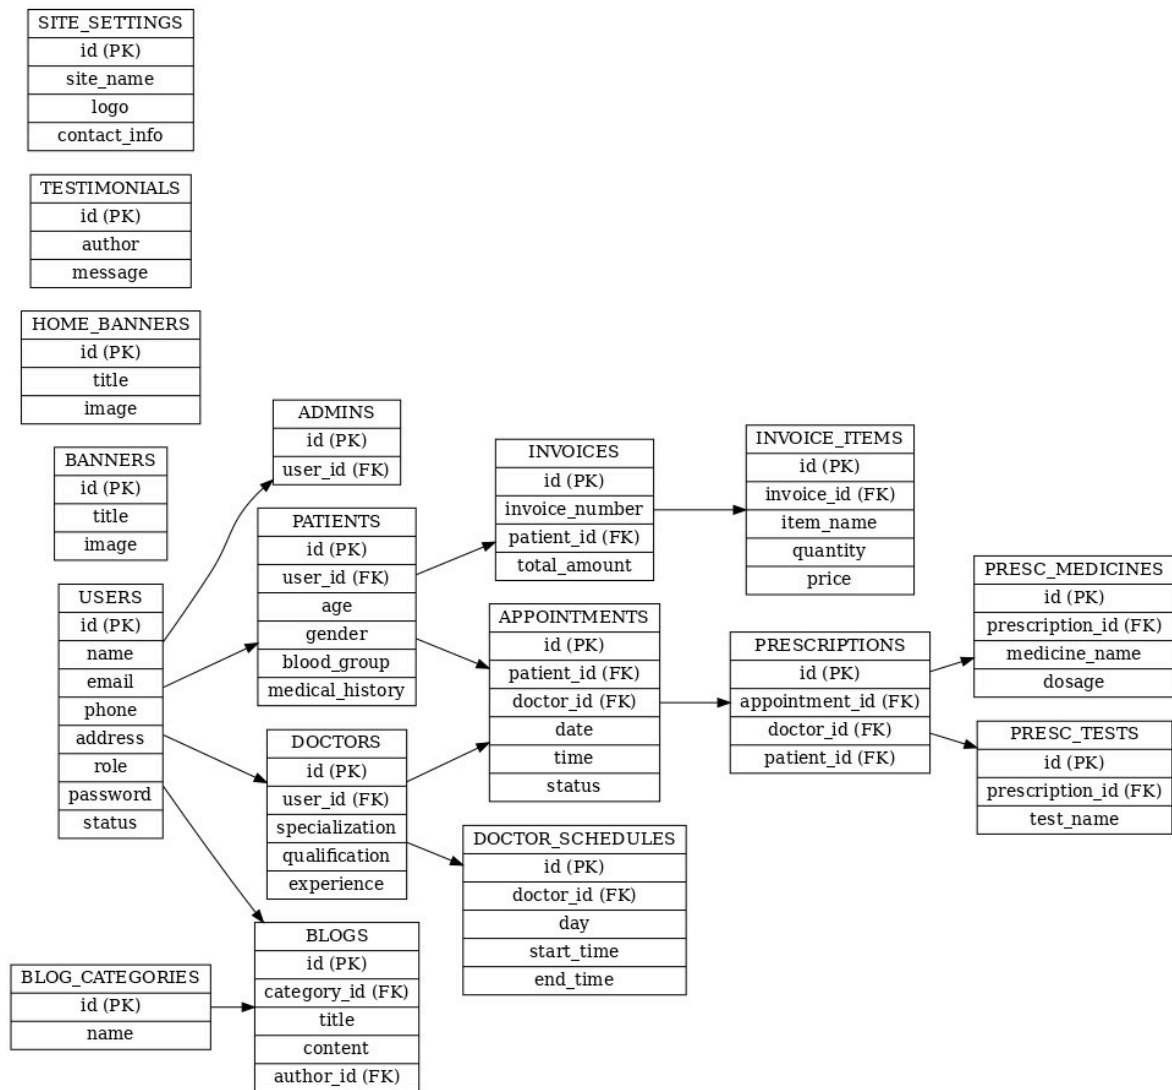 SITE_SETTINGS
id (PK)
site_name
logo
contact_info
TESTIMONIALS
id (PK)
author
message
HOME_BANNERS
id (PK)
title
image
BANNERS
id (PK)
title
image
USERS
id (PK)
name
email
phone
address
role
password
status
BLOG_CATEGORIES
id (PK)
name
ADMINS
id (PK)
user_id (FK)
PATIENTS
id (PK)
user_id (FK)
age
gender
blood_group
medical_history
DOCTORS
id (PK)
user_id (FK)
specialization
qualification
experience
BLOGS
id (PK)
category_id (FK)
title
content
author_id (FK)
INVOICES
id (PK)
invoice_number
patient_id (FK)
total_amount
APPOINTMENTS
id (PK)
patient_id (FK)
doctor_id (FK)
date
time
status
DOCTOR_SCHEDULES
id (PK)
doctor_id (FK)
day
start_time
end_time
INVOICE_ITEMS
id (PK)
invoice_id (FK)
item_name
quantity
price
PRESCRIPTIONS
id (PK)
appointment_id (FK)
doctor_id (FK)
patient_id (FK)
PRESC_MEDICINES
id (PK)
prescription_id (FK)
medicine_name
dosage
PRESC_TESTS
id (PK)
prescription_id (FK)
test_name